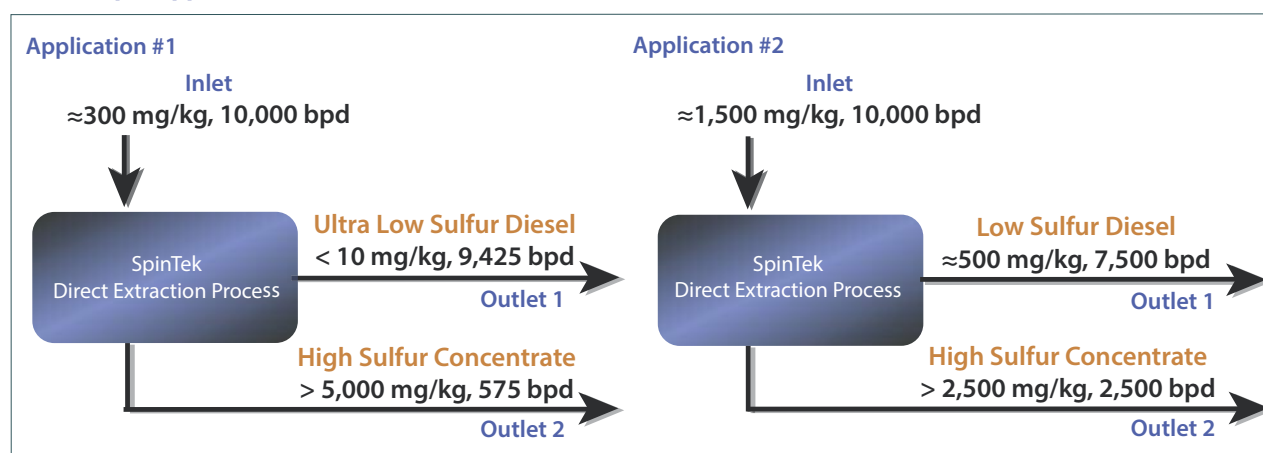 Application #1
Inlet
≈300 mg/kg, 10,000 bpd
SpinTek
Direct Extraction Process
Ultra Low Sulfur Diesel
< 10 mg/kg, 9,425 bpd
Outlet 1
High Sulfur Concentrate
> 5,000 mg/kg, 575 bpd
Outlet 2
Application #2
Inlet
≈1,500 mg/kg, 10,000 bpd
SpinTek
Direct Extraction Process
Low Sulfur Diesel
≈500 mg/kg, 7,500 bpd
Outlet 1
High Sulfur Concentrate
> 2,500 mg/kg, 2,500 bpd
Outlet 2